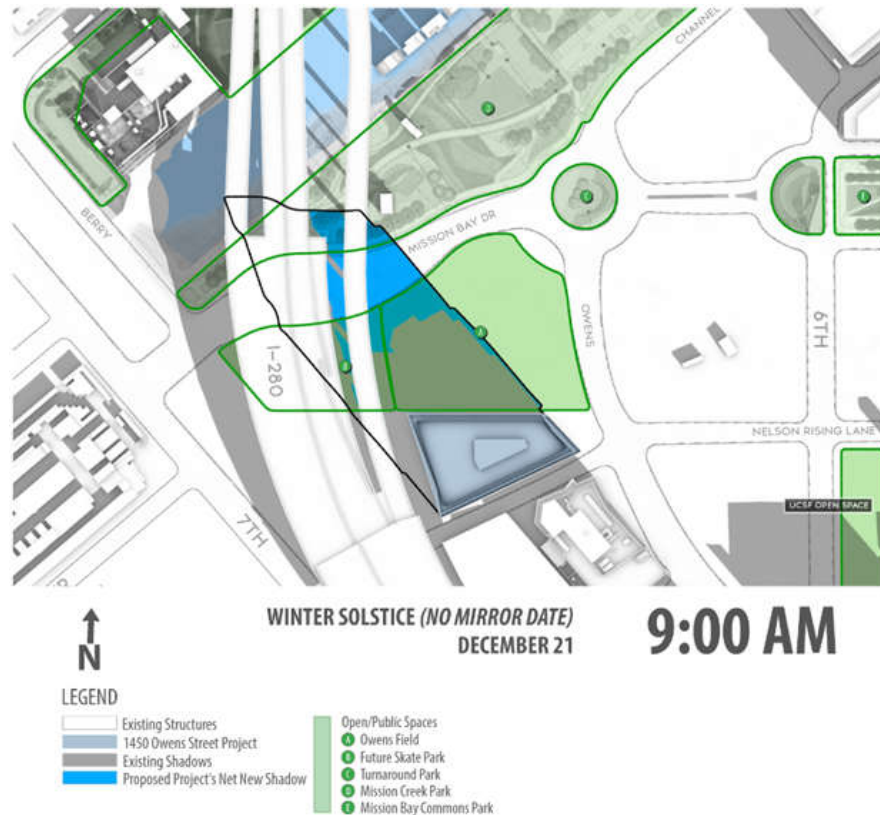 CHANNEL
BERRY
MISSION BAY DR
OWENS
6TH
I-280
NELSON RISING LANE
UCSF OPEN SPACE
7TH
A
WINTER SOLSTICE (NO MIRROR DATE)
DECEMBER 21
9:00 AM
N
LEGEND
Existing Structures
1450 Owens Street Project
Existing Shadows
Proposed Project's Net New Shadow
Open/Public Spaces
A Owens Field
B Future Skate Park
C Turnaround Park
D Mission Creek Park
E Mission Bay Commons Park